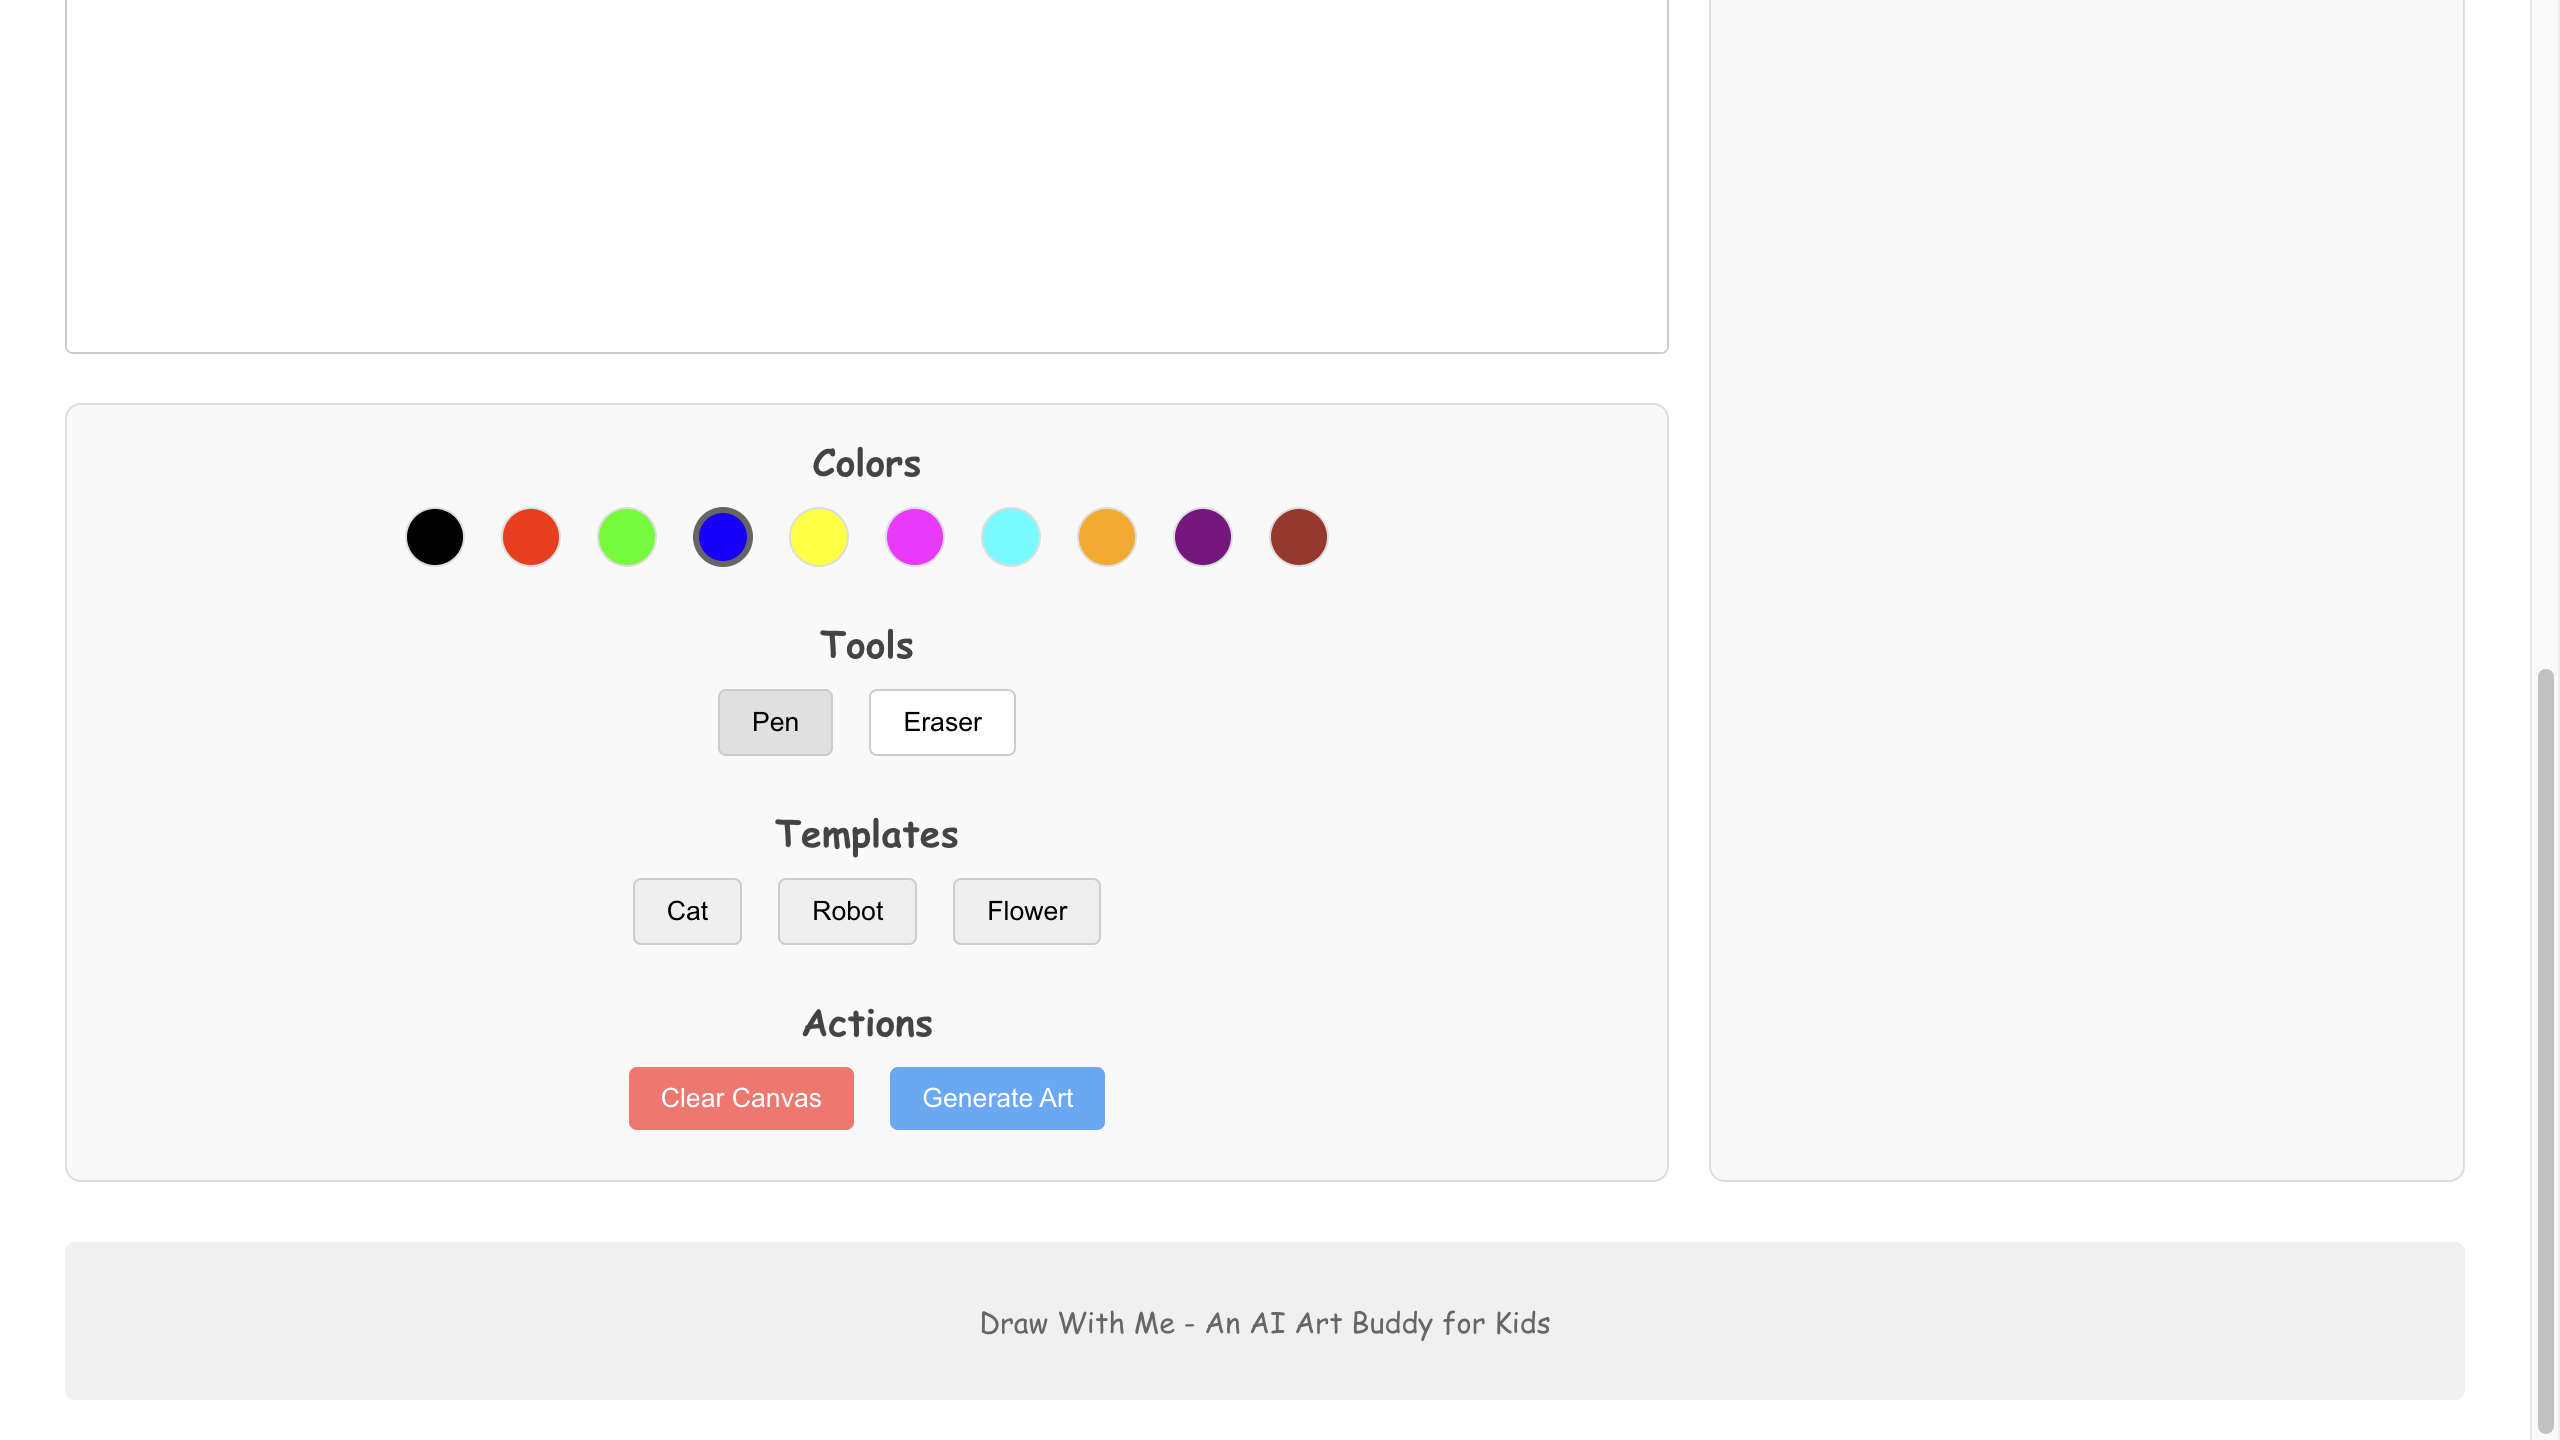 Colors
Tools
Pen Eraser
Templates
Cat Robot Flower
Actions
Clear Canvas Generate Art
Draw With Me - An AI Art Buddy for Kids